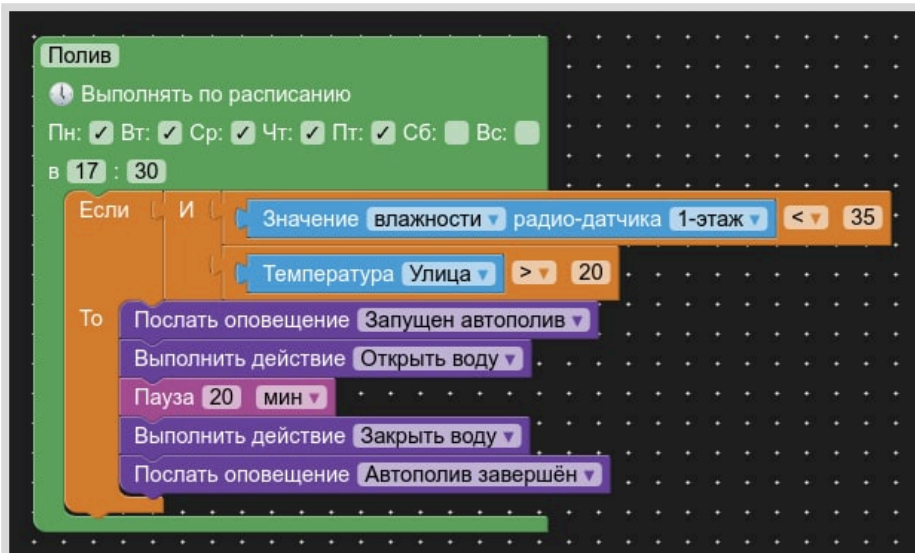 Полив
Выполнять по расписанию
Пн: Вт: Ср: Чт: Пт: Сб: Вс:
в 17 : 30
Если И Значение влажности радио-датчика 1-этаж < 35
Температура Улица > 20
То Послать оповещение Запущен автополив
Выполнить действие Открыть воду
Пауза 20 мин
Выполнить действие Закрыть воду
Послать оповещение Автополив завершён